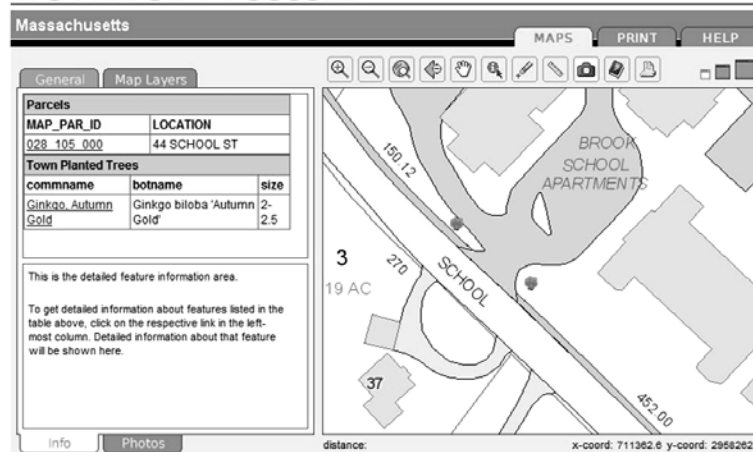 Massachusetts
MAPS PRINT HELP
General Map Layers
Parcels
MAP_PAR_ID LOCATION
028_105_000 44 SCHOOL ST
Town Planted Trees
commname botname size
Ginkgo, Autumn Ginkgo biloba 'Autumn 2-
Gold Gold' 2.5
This is the detailed feature information area.
To get detailed information about features listed in the
table above, click on the respective link in the left-
most column. Detailed information about that feature
will be shown here.
Info Photos
150.12
BROOK
SCHOOL
APARTMENTS
3
270
SCHOOL
19 AC
37
452.00
distance: x-coord: 711362.6 y-coord: 2958262